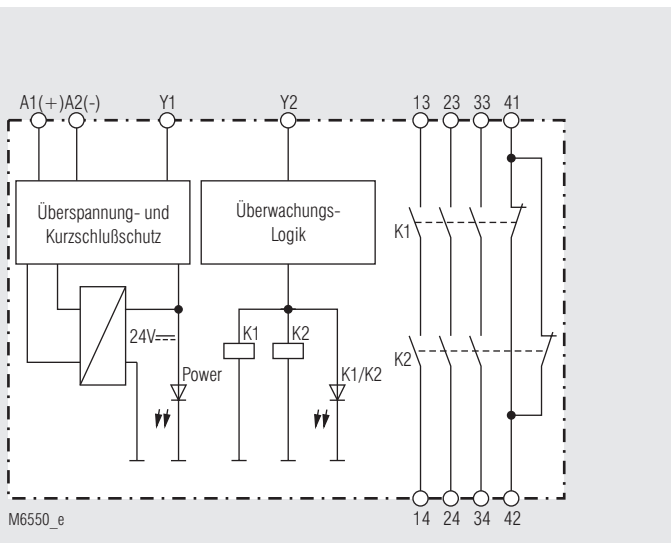 A1(+) A2(-) Y1 Y2 13 23 33 41
Überspannung- und
Kurzschlußschutz
Überwachungs-
Logik
K1
24V
K1 K2
K2
Power
K1/K2
M6550_e
14 24 34 42